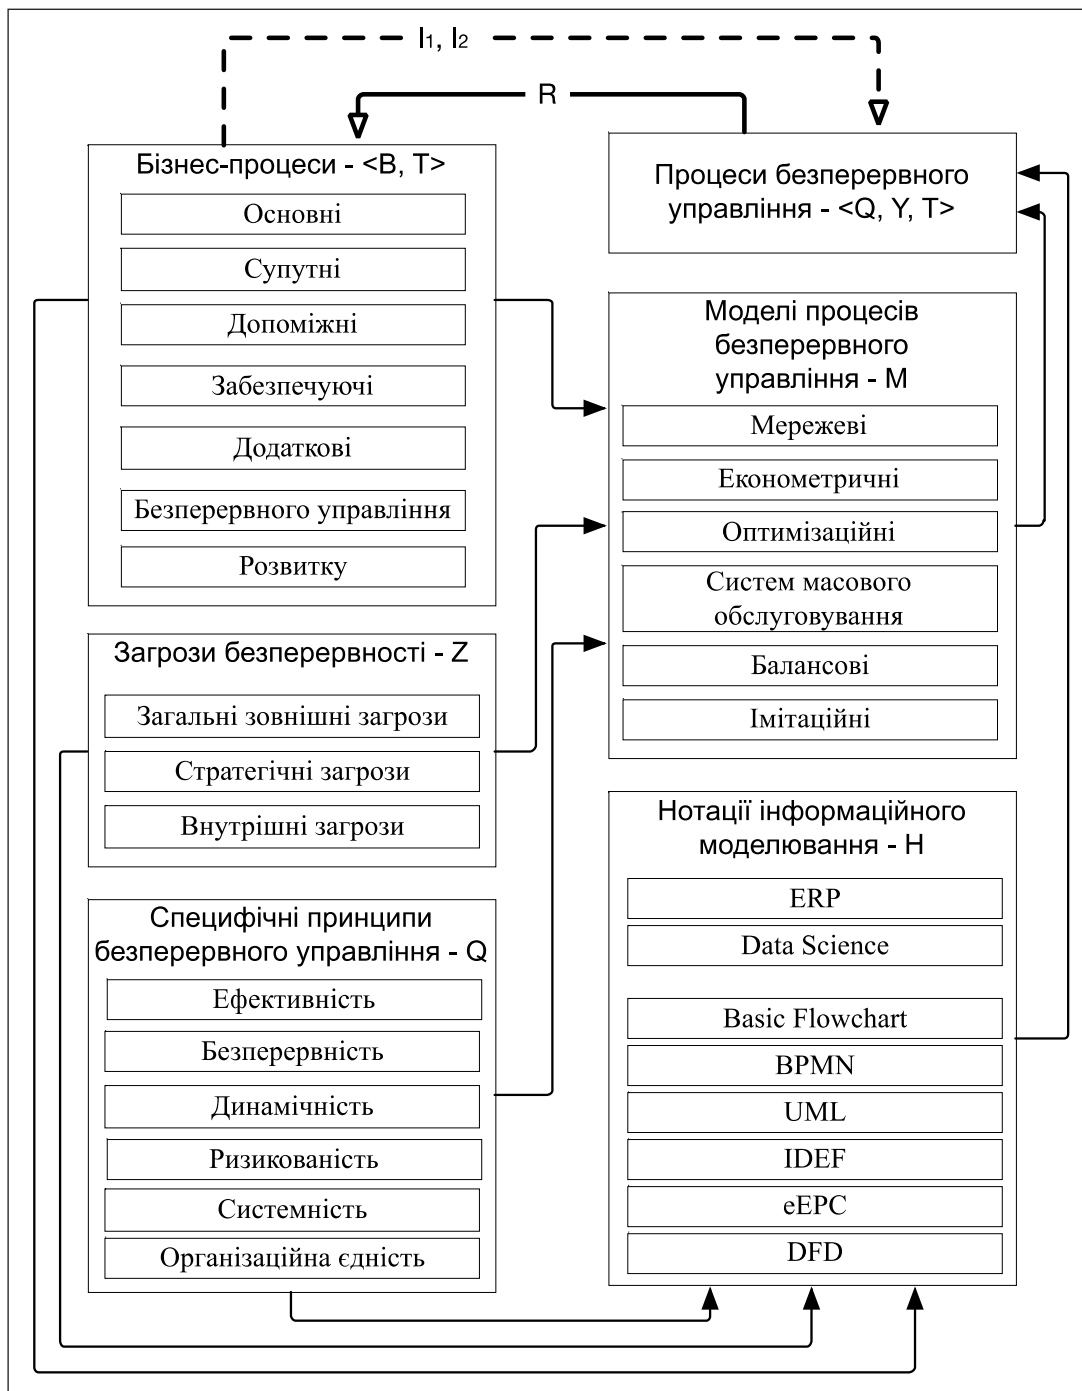 I1, I2
R
Бізнес-процеси - <B, T>
Основні
Супутні
Допоміжні
Забезпечуючі
Додаткові
Безперервного управління
Розвитку
Процеси безперервного
управління - <Q, Y, T>
Моделі процесів
безперервного
управління - M
Мережеві
Економетричні
Оптимізаційні
Систем масового
обслуговування
Балансові
Імітаційні
Загрози безперервності - Z
Загальні зовнішні загрози
Стратегічні загрози
Внутрішні загрози
Нотації інформаційного
моделювання - H
ERP
Data Science
Basic Flowchart
BPMN
UML
IDEF
eEPC
DFD
Специфічні принципи
безперервного управління - Q
Ефективність
Безперервність
Динамічність
Ризикованість
Системність
Організаційна єдність